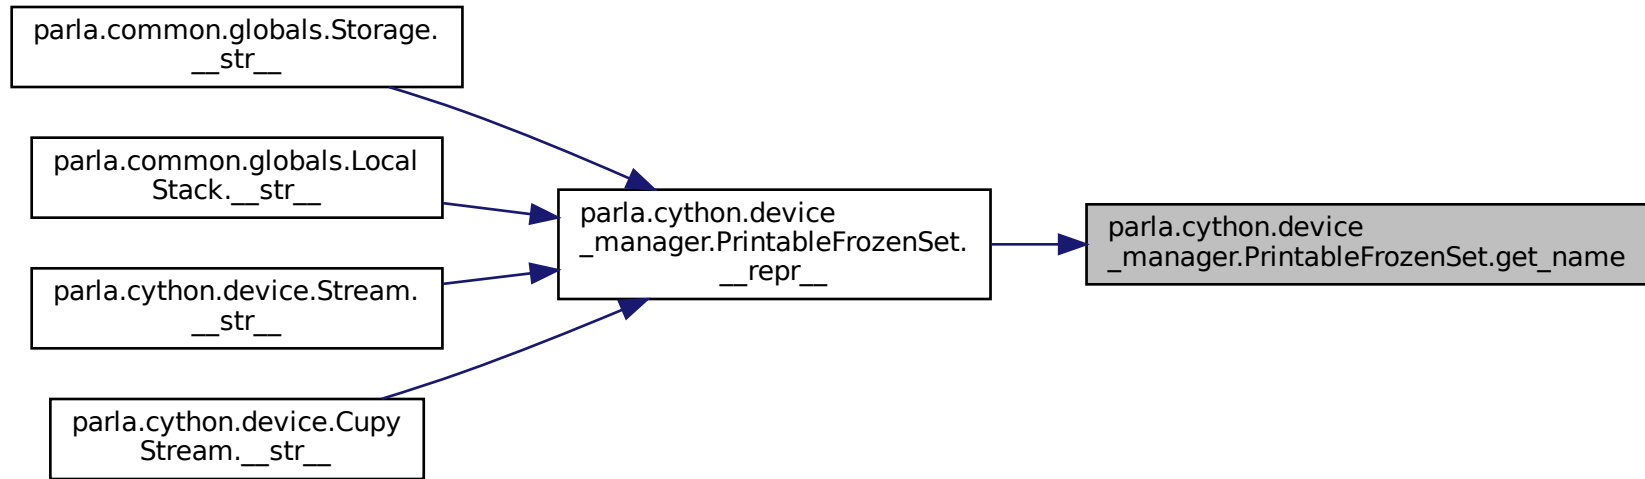 parla.common.globals.Storage.
__str__
parla.common.globals.Local
Stack.__str__
parla.cython.device.Stream.
__str__
parla.cython.device.Cupy
Stream.__str__
parla.cython.device
_manager.PrintableFrozenSet.
__repr__
parla.cython.device
_manager.PrintableFrozenSet.get_name